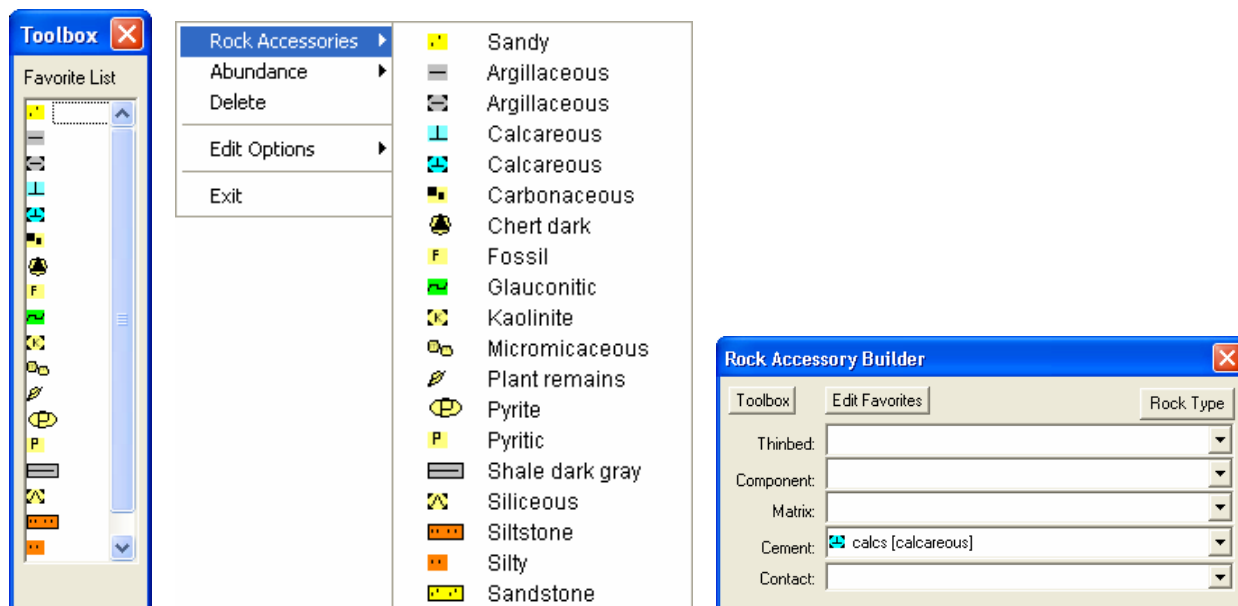 Toolbox
Favorite List
F
K
P
P
Rock Accessories
Abundance
Delete
Edit Options
Exit
Sandy
Argillaceous
Argillaceous
Calcareous
Calcareous
Carbonaceous
Chert dark
F Fossil
Glauconitic
K Kaolinite
Micromicaceous
Plant remains
P Pyrite
P Pyritic
Shale dark gray
Siliceous
Siltstone
Silty
Sandstone
Rock Accessory Builder
Toolbox Edit Favorites Rock Type
Thinbed:
Component:
Matrix:
Cement: calcs [calcareous]
Contact: